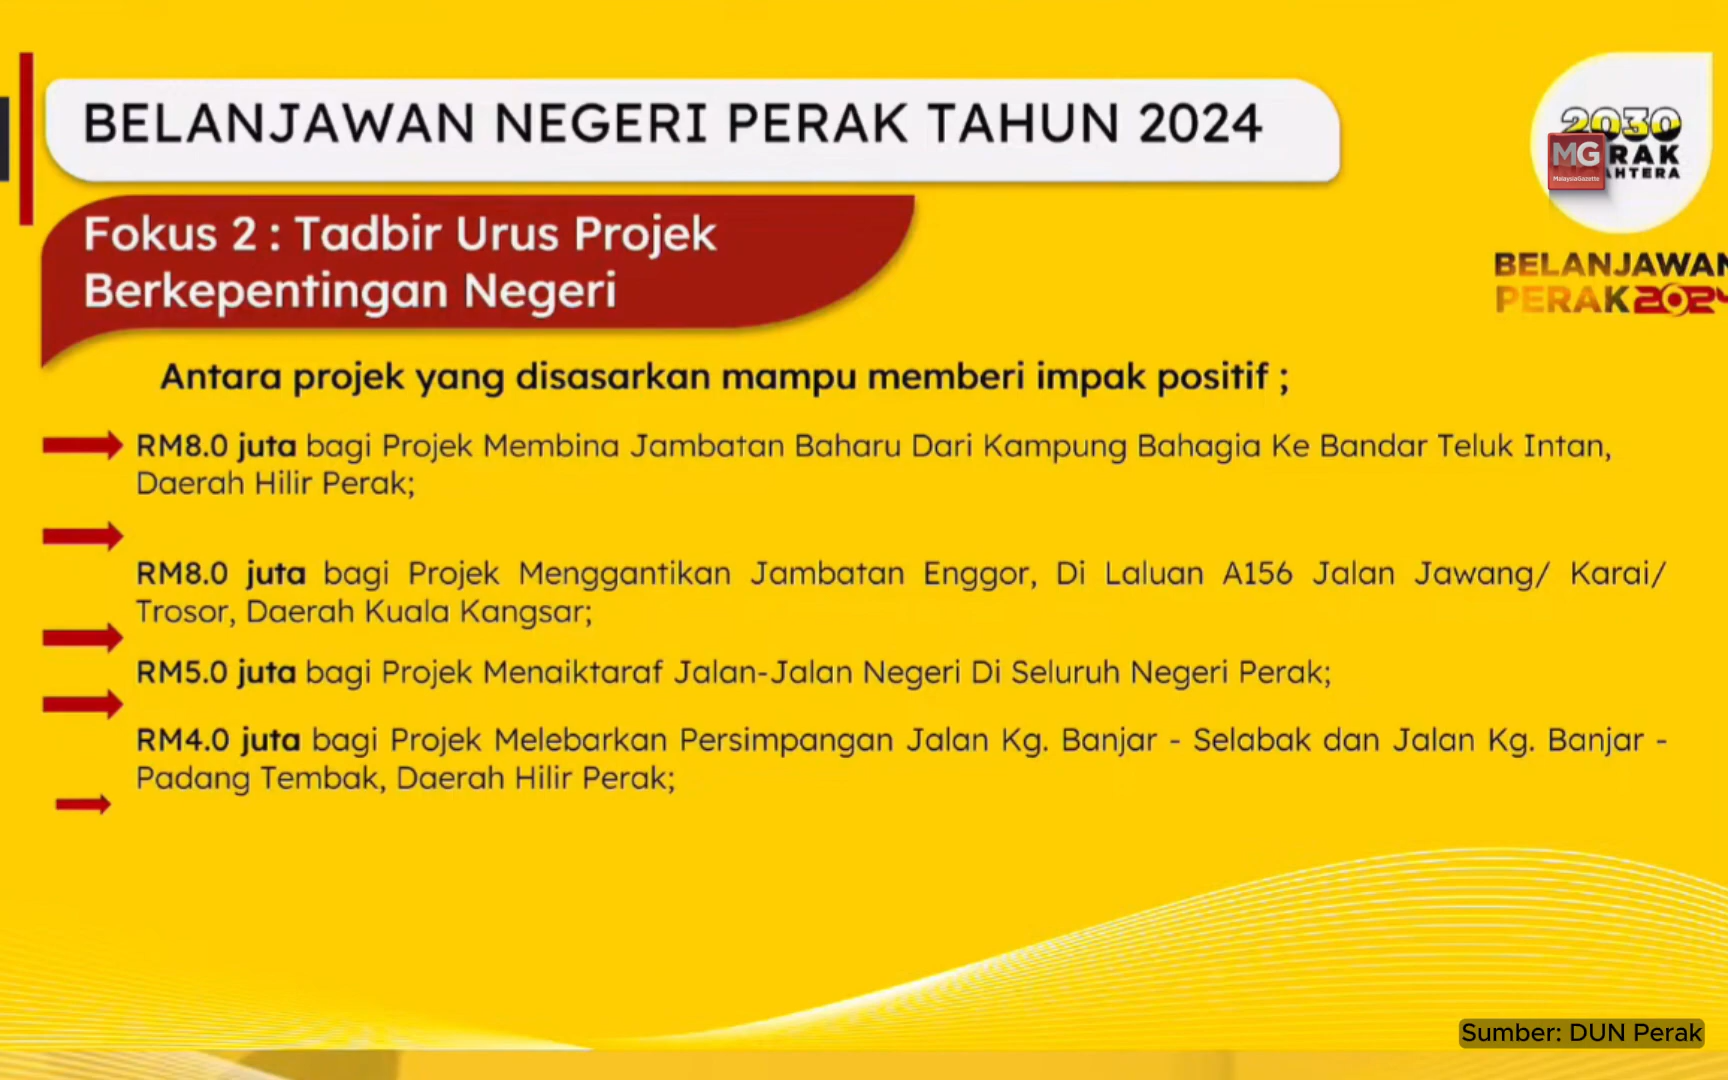 BELANJAWAN NEGERI PERAK TAHUN 2024
2030
MG
RAK
MalaysiaGazette
HTERA
Fokus 2 : Tadbir Urus Projek
Berkepentingan Negeri
BELANJAWAN
PERAK 2024
Antara projek yang disasarkan mampu memberi impak positif ;
RM8.0 juta bagi Projek Membina Jambatan Baharu Dari Kampung Bahagia Ke Bandar Teluk Intan,
Daerah Hilir Perak;
RM8.0 juta bagi Projek Menggantikan Jambatan Enggor, Di Laluan A156 Jalan Jawang/ Karai/
Trosor, Daerah Kuala Kangsar;
RM5.0 juta bagi Projek Menaiktaraf Jalan-Jalan Negeri Di Seluruh Negeri Perak;
RM4.0 juta bagi Projek Melebarkan Persimpangan Jalan Kg. Banjar - Selabak dan Jalan Kg. Banjar -
Padang Tembak, Daerah Hilir Perak;
Sumber: DUN Perak